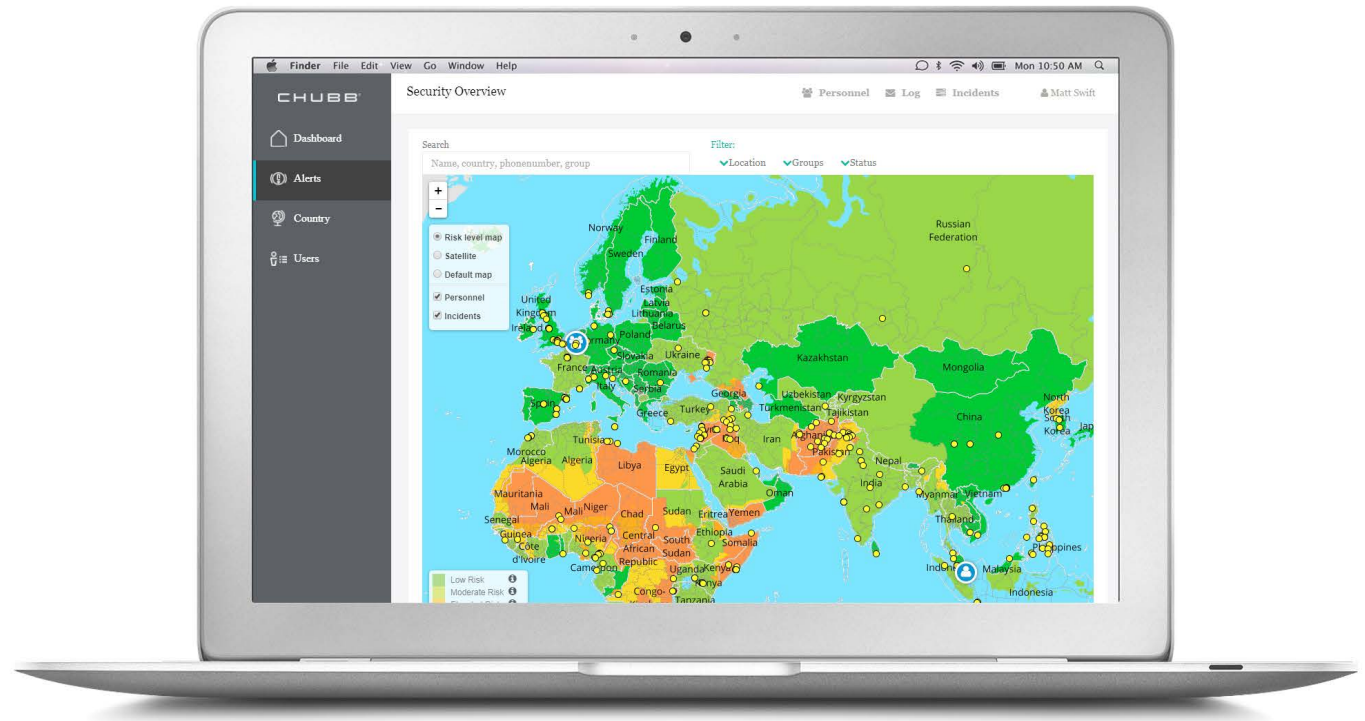 Finder File Edit View Go Window Help
Mon 10:50 AM
CHUBB
Security Overview
Personnel Log Incidents Matt Swift
Dashboard
Alerts
Country
Users
Search
Name, country, phonenumber, group
Filter:
Location Groups Status
+
−
Risk level map
Satellite
Default map
Personnel
Incidents
Norway
Finland
Sweden
Russian
Federation
Estonia
Latvia
Lithuania
Belarus
United
Kingdom
Ireland
Poland
Slovakia
Ukraine
France
Austria
Romania
Italy
Serbia
Spain
Greece
Turkey
Georgia
Kazakhstan
Mongolia
Uzbekistan
Kyrgyzstan
Turkmenistan
Tajikistan
China
North
Korea
South
Korea
Iraq
Iran
Pakistan
Nepal
India
Tunisia
Morocco
Algeria
Algeria
Libya
Egypt
Saudi
Arabia
Oman
Myanmar
Vietnam
Thailand
Philippines
Mauritania
Mali
Mali
Niger
Chad
Sudan
Eritrea
Yemen
Senegal
Guinea
Côte
d'Ivoire
Nigeria
Central
African
Republic
South
Sudan
Ethiopia
Somalia
Cameroon
Uganda
Kenya
Kenya
Congo-
Tanzania
Malaysia
Indonesia
Low Risk
Moderate Risk